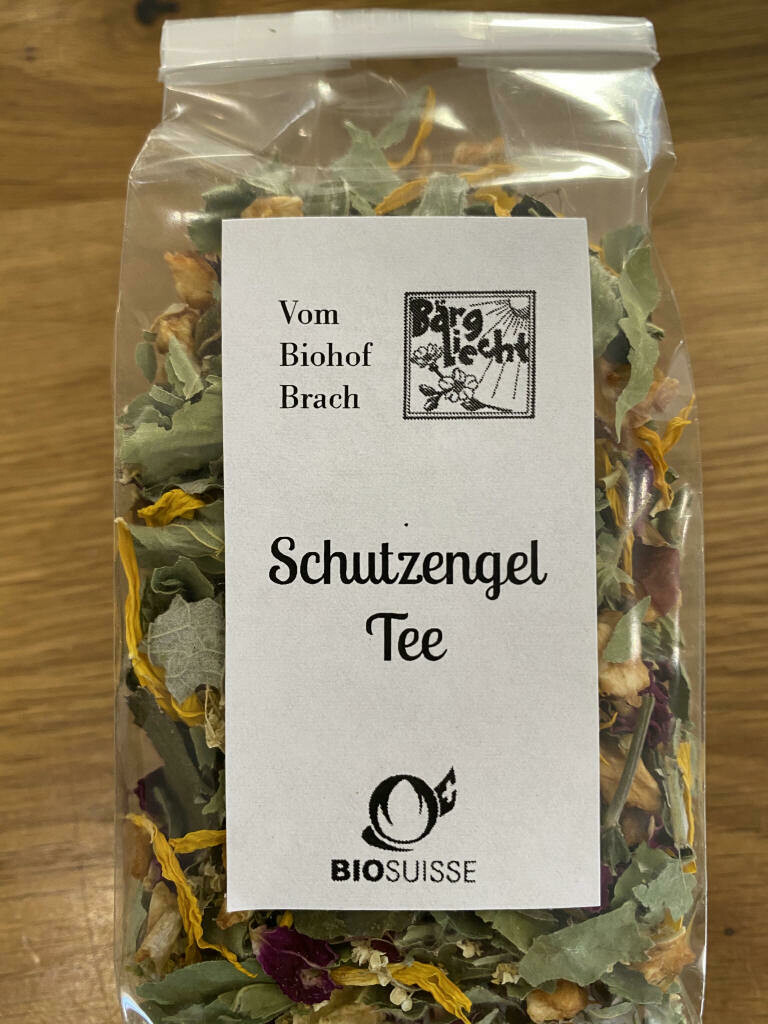 Vom
Biohof
Brach
Bärg
Liecht
Schutzengel
Tee
BIOSUISSE